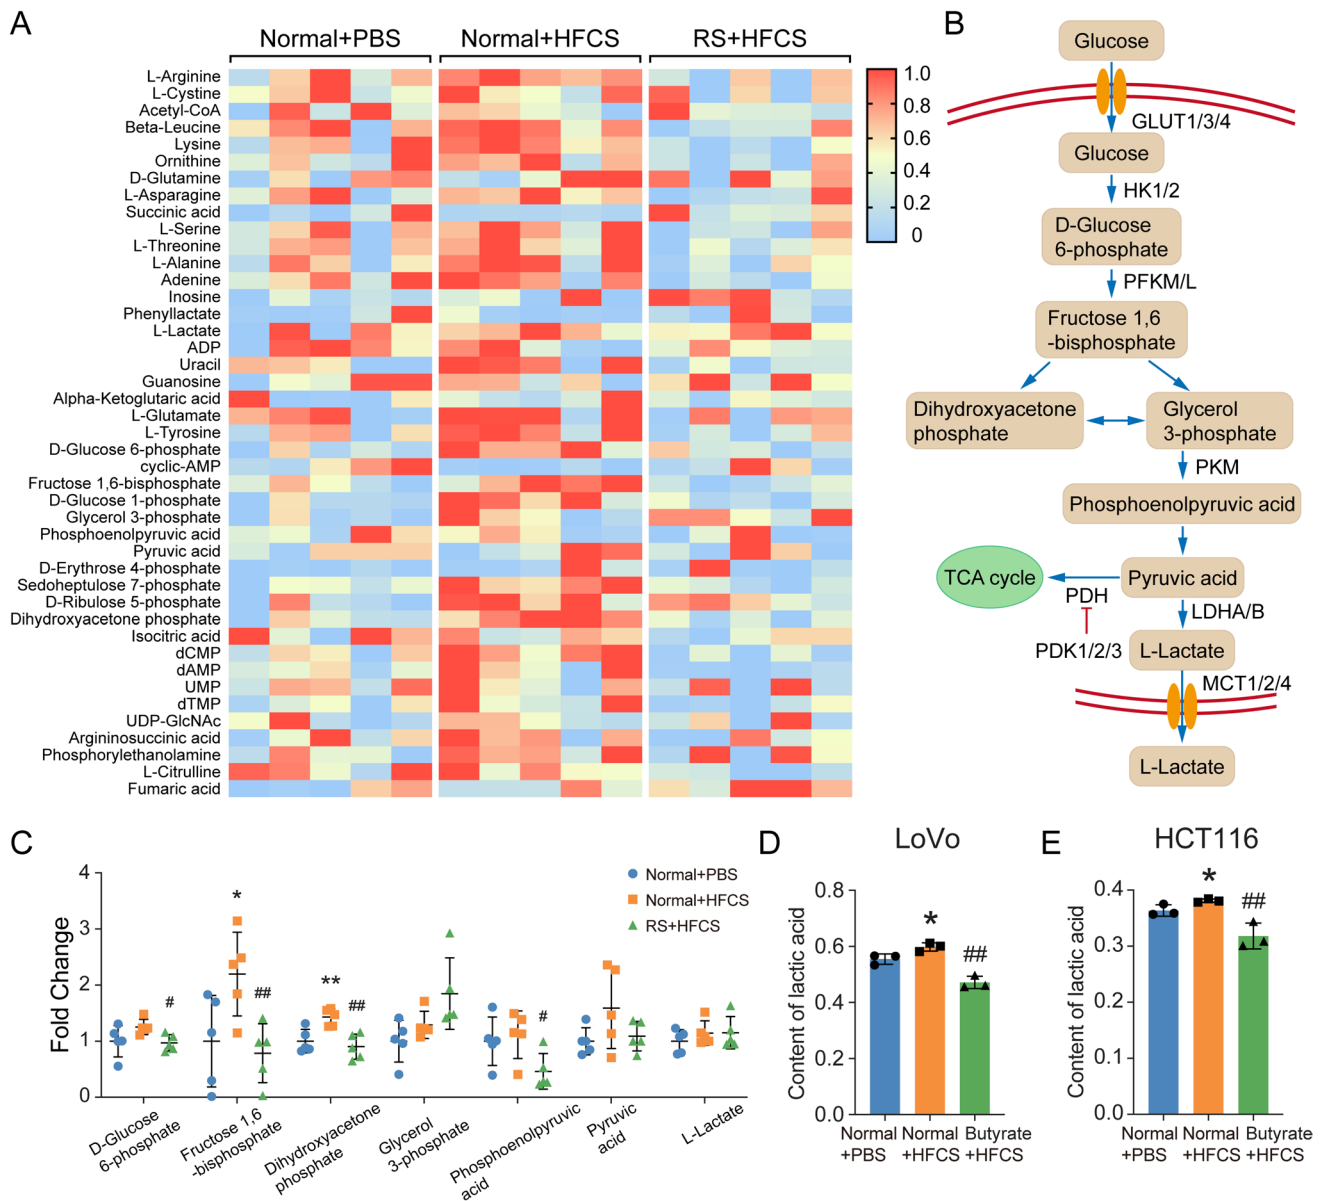 A
Normal+PBS
Normal+HFCS
RS+HFCS
L-Arginine
L-Cystine
Acetyl-CoA
Beta-Leucine
Lysine
Ornithine
D-Glutamine
L-Asparagine
Succinic acid
L-Serine
L-Threonine
L-Alanine
Adenine
Inosine
Phenyllactate
L-Lactate
ADP
Uracil
Guanosine
Alpha-Ketoglutaric acid
L-Glutamate
L-Tyrosine
D-Glucose 6-phosphate
cyclic-AMP
Fructose 1,6-bisphosphate
D-Glucose 1-phosphate
Glycerol 3-phosphate
Phosphoenolpyruvic acid
Pyruvic acid
D-Erythrose 4-phosphate
Sedoheptulose 7-phosphate
D-Ribulose 5-phosphate
Dihydroxyacetone phosphate
Isocitric acid
dCMP
dAMP
UMP
dTMP
UDP-GlcNAc
Argininosuccinic acid
Phosphorylethanolamine
L-Citrulline
Fumaric acid
1.0
0.8
0.6
0.4
0.2
0
B
Glucose
GLUT1/3/4
Glucose
HK1/2
D-Glucose
6-phosphate
PFKM/L
Fructose 1,6
-bisphosphate
Dihydroxyacetone
phosphate
Glycerol
3-phosphate
PKM
Phosphoenolpyruvic acid
TCA cycle
Pyruvic acid
PDH
LDHA/B
PDK1/2/3
L-Lactate
MCT1/2/4
L-Lactate
C
Fold Change
4
3
2
1
0
Normal+PBS
Normal+HFCS
RS+HFCS
#
*
##
**
##
#
D-Glucose
6-phosphate
Fructose 1,6
-bisphosphate
Dihydroxyacetone
phosphate
Glycerol
3-phosphate
Phosphoenolpyruvic
acid
Pyruvic
acid
L-Lactate
D
LoVo
Content of lactic acid
0.8
0.6
0.4
0.2
0.0
*
##
Normal
+PBS
Normal
+HFCS
Butyrate
+HFCS
E
HCT116
Content of lactic acid
0.4
0.3
0.2
0.1
0.0
*
##
Normal
+PBS
Normal
+HFCS
Butyrate
+HFCS